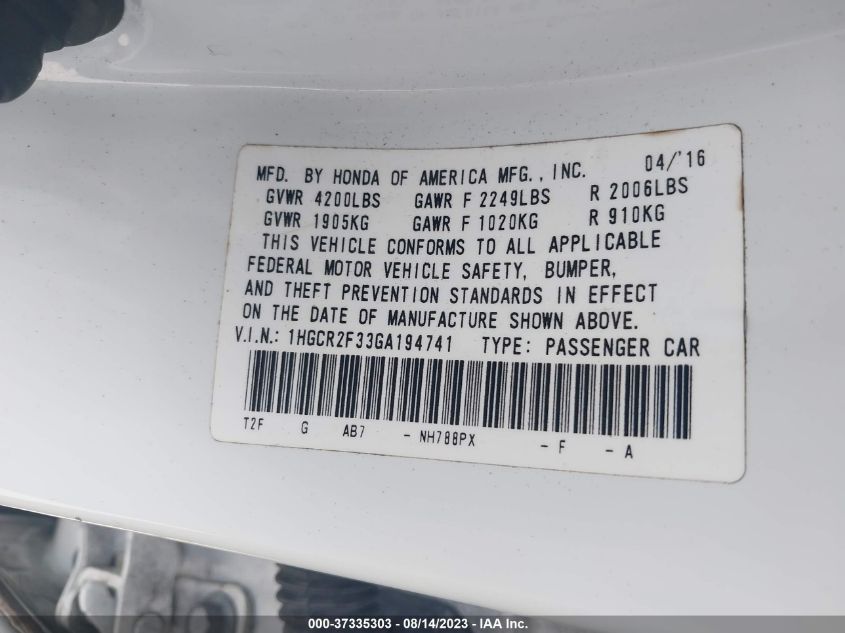 MFD. BY HONDA OF AMERICA MFG., INC. 04/'16
GVWR 4200LBS GAWR F 2249LBS R 2006LBS
GVWR 1905KG GAWR F 1020KG R 910KG
THIS VEHICLE CONFORMS TO ALL APPLICABLE
FEDERAL MOTOR VEHICLE SAFETY, BUMPER,
AND THEFT PREVENTION STANDARDS IN EFFECT
ON THE DATE OF MANUFACTURE SHOWN ABOVE.
V.I.N.: 1HGCR2F33GA194741 TYPE: PASSENGER CAR
T2F G AB7 - NH788PX - F - A
000-37335303 - 08/14/2023 - IAA Inc.